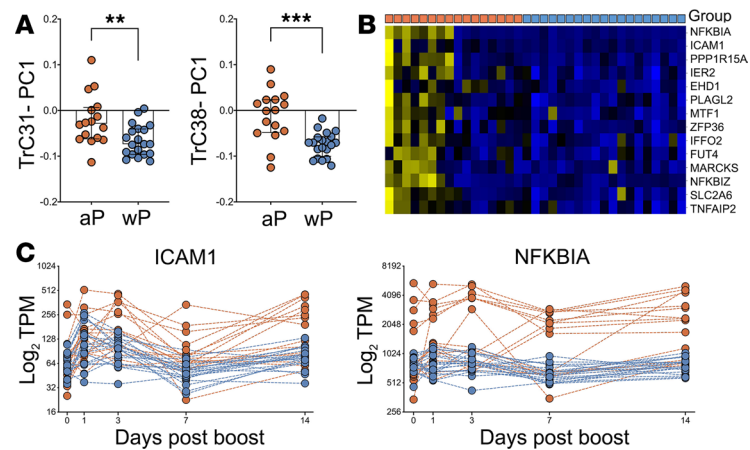 A
**
***
TrC31- PC1
0.2
0.1
0.0
-0.1
-0.2
aP wP
TrC38- PC1
0.2
0.1
0.0
-0.1
-0.2
aP wP
B
Group
NFKBIA
ICAM1
PPP1R15A
IER2
EHD1
PLAGL2
MTF1
ZFP36
IFFO2
FUT4
MARCKS
NFKBIZ
SLC2A6
TNFAIP2
C
ICAM1
Log2 TPM
1024
512
256
128
64
32
16
0 1 3 7 14
Days post boost
NFKBIA
Log2 TPM
8192
4096
2048
1024
512
256
0 1 3 7 14
Days post boost